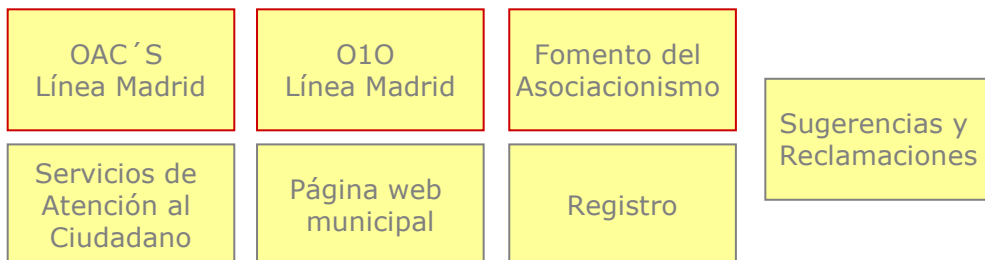 OAC´S
Línea Madrid
O1O
Línea Madrid
Fomento del
Asociacionismo
Sugerencias y
Reclamaciones
Servicios de
Atención al
Ciudadano
Página web
municipal
Registro